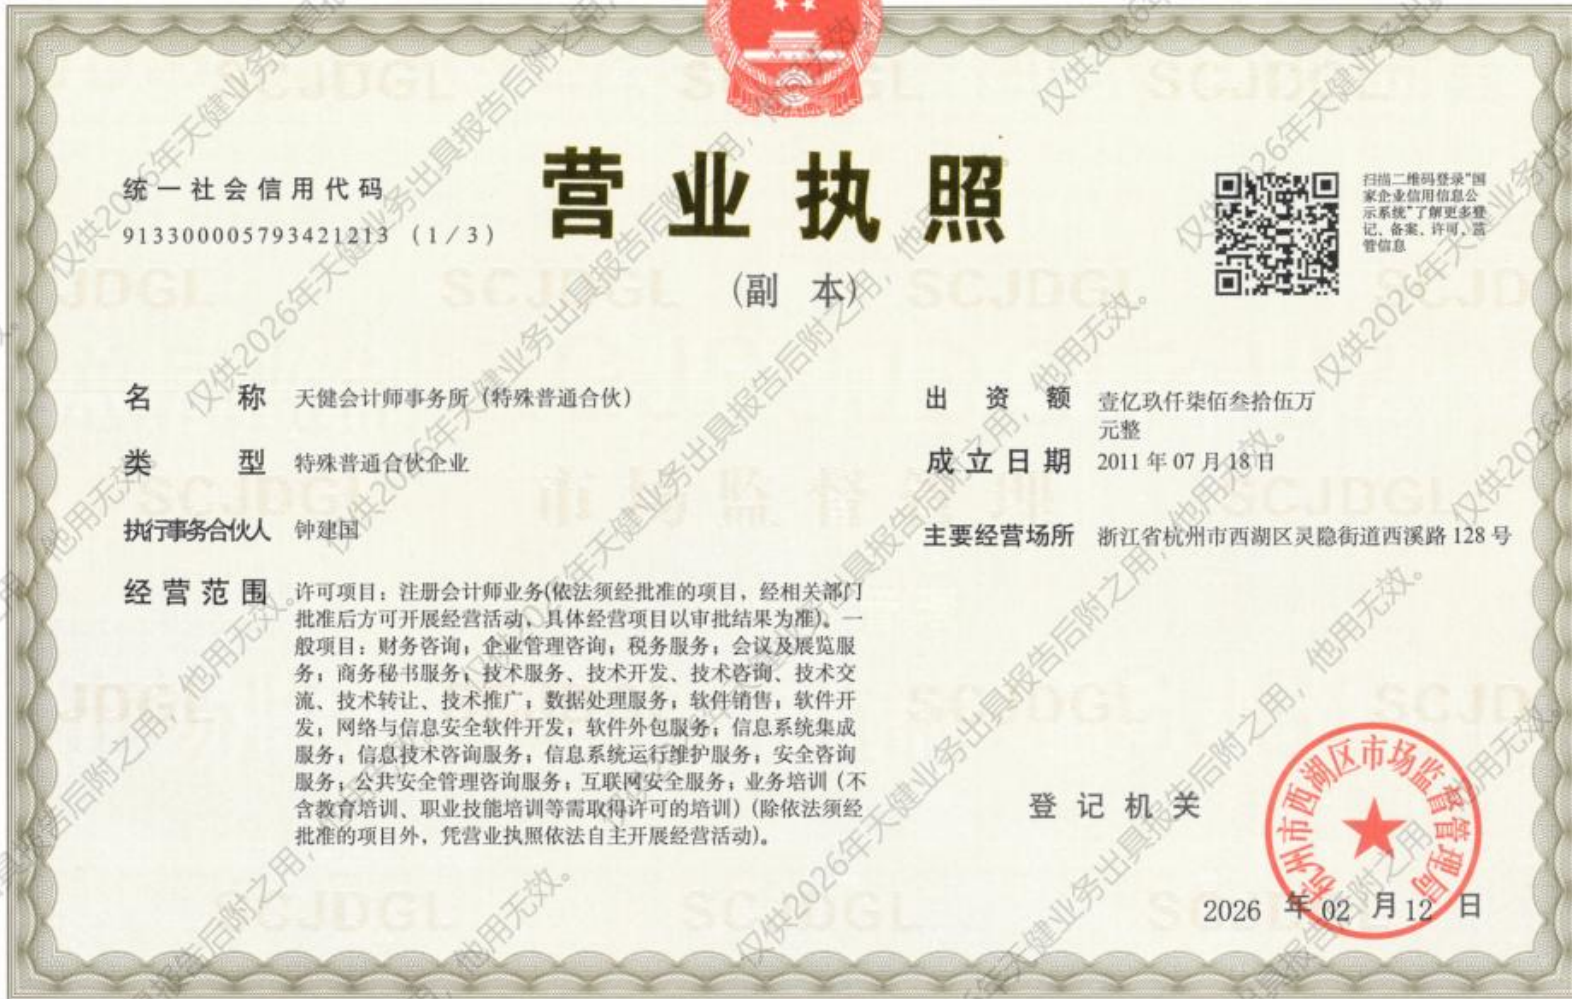 统一社会信用代码
913300005793421213 (1/3)
营业执照
(副 本)
扫描二维码登录"国
家企业信用信息公
示系统"了解更多登
记、备案、许可、监
管信息
名 称 天健会计师事务所（特殊普通合伙）
类 型 特殊普通合伙企业
执行事务合伙人 钟建国
经营范围 许可项目：注册会计师业务(依法须经批准的项目，经相关部门
批准后方可开展经营活动，具体经营项目以审批结果为准)。一
般项目：财务咨询；企业管理咨询；税务服务；会议及展览服
务；商务秘书服务；技术服务、技术开发、技术咨询、技术交
流、技术转让、技术推广；数据处理服务；软件销售；软件开
发；网络与信息安全软件开发；软件外包服务；信息系统集成
服务；信息技术咨询服务；信息系统运行维护服务；安全咨询
服务；公共安全管理咨询服务；互联网安全服务；业务培训（不
含教育培训、职业技能培训等需取得许可的培训）(除依法须经
批准的项目外，凭营业执照依法自主开展经营活动)。
出 资 额 壹亿玖仟柒佰叁拾伍万
元整
成立日期 2011年07月18日
主要经营场所 浙江省杭州市西湖区灵隐街道西溪路128号
登记机关
杭州市西湖区市场监督管理局
2026 年 02 月 12 日
仅供2026年天健业务出具报告后附之用，他用无效。
SCJDGL
市场监督管理